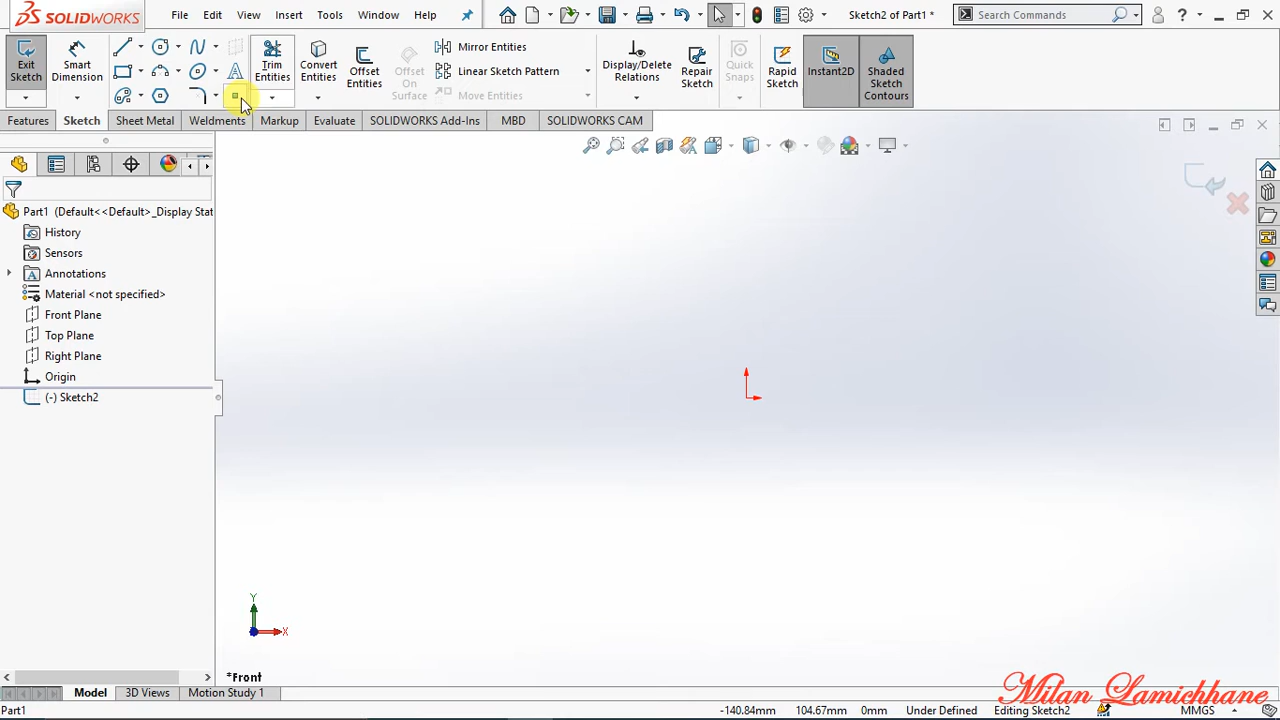 SOLIDWORKS
File Edit View Insert Tools Window Help
Sketch2 of Part1 *
Search Commands
?
Exit Sketch
Smart Dimension
Trim Entities
Convert Entities
Offset Entities
Offset On Surface
Mirror Entities
Linear Sketch Pattern
Move Entities
Display/Delete Relations
Repair Sketch
Quick Snaps
Rapid Sketch
Instant2D
Shaded Sketch Contours
Features Sketch Sheet Metal Weldments Markup Evaluate SOLIDWORKS Add-Ins MBD SOLIDWORKS CAM
Part1 (Default<<Default>_Display Stat
History
Sensors
Annotations
Material <not specified>
Front Plane
Top Plane
Right Plane
Origin
(-) Sketch2
Y
X
*Front
Milan Lamichhane
Model 3D Views Motion Study 1
Part1 -140.84mm 104.67mm 0mm Under Defined Editing Sketch2 MMGS